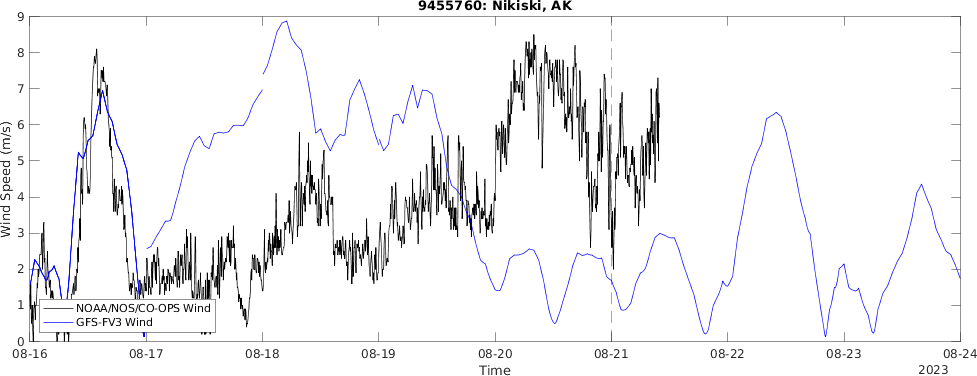 9455760: Nikiski, AK
Wind Speed (m/s)
9
8
7
6
5
4
3
2
1
0
NOAA/NOS/CO-OPS Wind
GFS-FV3 Wind
08-16 08-17 08-18 08-19 08-20 08-21 08-22 08-23 08-24
Time
2023